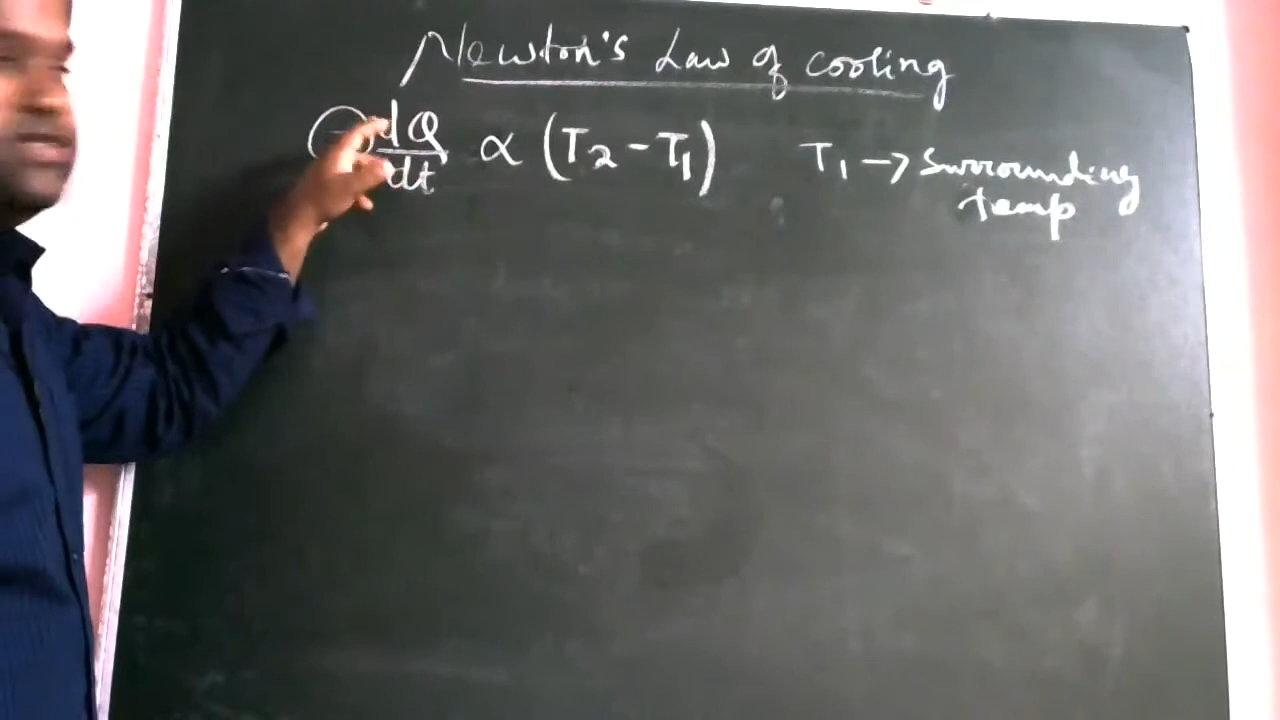 Newton's Law of cooling
- dQ/dt ∝ (T₂ - T₁) T₁ → Surrounding
temp